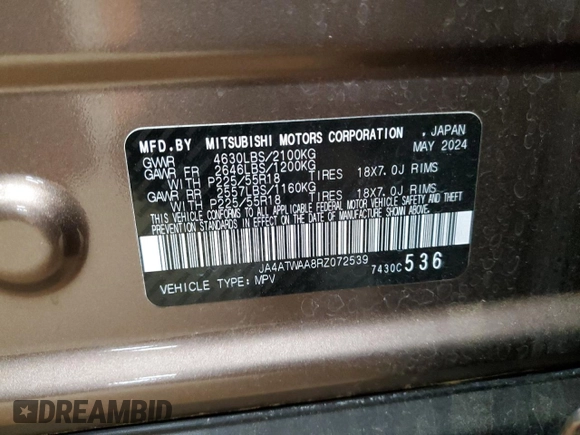 MFD.BY MITSUBISHI MOTORS CORPORATION , JAPAN
GVWR 4630LBS/2100KG MAY 2024
GAWR FR 2646LBS/1200KG
WITH P225/55R18 TIRES 18X7.0J RIMS
GAWR RR 2557LBS/1160KG
WITH P225/55R18 TIRES 18X7.0J RIMS
THIS VEHICLE CONFORMS TO ALL APPLICABLE FEDERAL MOTOR VEHICLE SAFETY, BUMPER, AND THEFT
PREVENTION STANDARDS IN EFFECT ON THE DATE OF MANUFACTURE SHOWN ABOVE.
JA4ATWAA8RZ072539
VEHICLE TYPE: MPV 7430C 536
DREAMBID